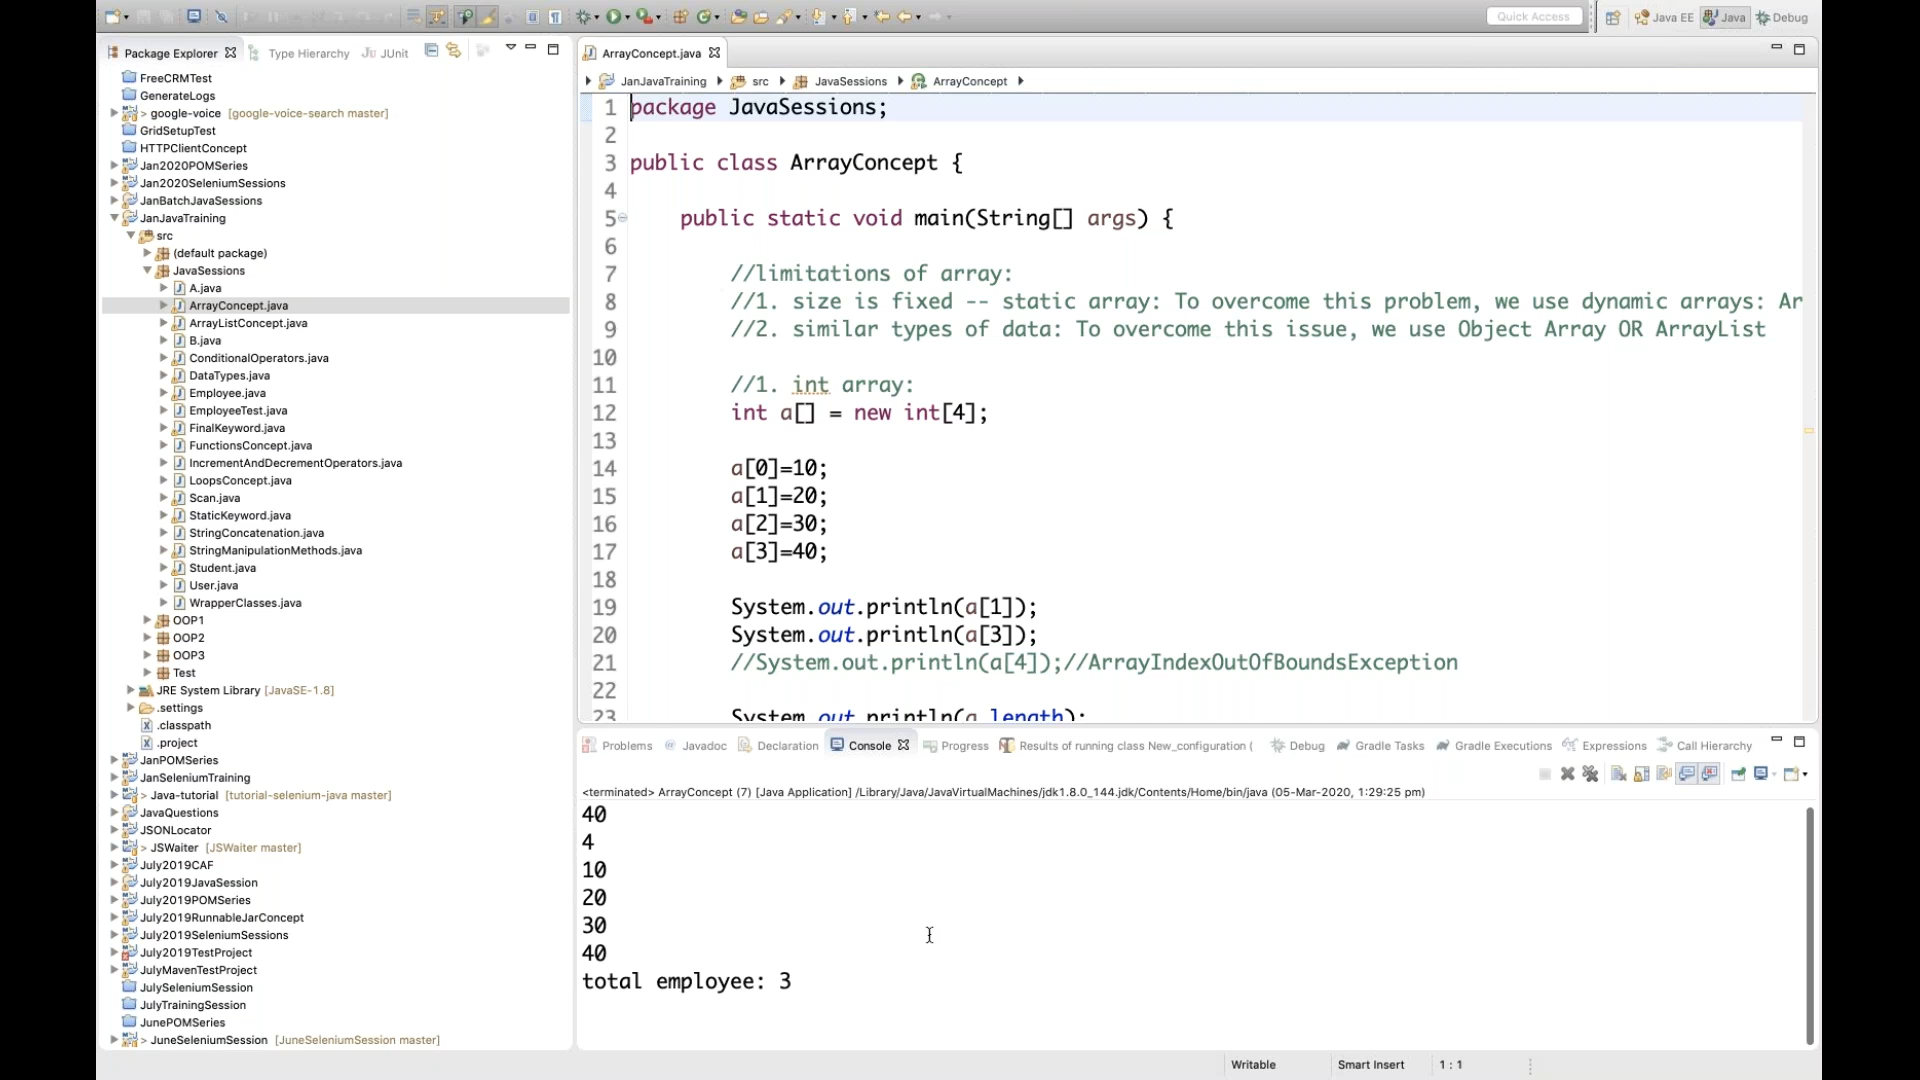 Quick Access
Java EE
Java
Debug
Package Explorer
Type Hierarchy
JUnit
FreeCRMTest
GenerateLogs
> google-voice [google-voice-search master]
GridSetupTest
HTTPClientConcept
Jan2020POMSeries
Jan2020SeleniumSessions
JanBatchJavaSessions
JanJavaTraining
src
(default package)
JavaSessions
A.java
ArrayConcept.java
ArrayListConcept.java
B.java
ConditionalOperators.java
DataTypes.java
Employee.java
EmployeeTest.java
FinalKeyword.java
FunctionsConcept.java
IncrementAndDecrementOperators.java
LoopsConcept.java
Scan.java
StaticKeyword.java
StringConcatenation.java
StringManipulationMethods.java
Student.java
User.java
WrapperClasses.java
OOP1
OOP2
OOP3
Test
JRE System Library [JavaSE-1.8]
.settings
.classpath
.project
JanPOMSeries
JanSeleniumTraining
> Java-tutorial [tutorial-selenium-java master]
JavaQuestions
JSONLocator
> JSWaiter [JSWaiter master]
July2019CAF
July2019JavaSession
July2019POMSeries
July2019RunnableJarConcept
July2019SeleniumSessions
July2019TestProject
JulyMavenTestProject
JulySeleniumSession
JulyTrainingSession
JunePOMSeries
> JuneSeleniumSession [JuneSeleniumSession master]
ArrayConcept.java
JanJavaTraining src JavaSessions ArrayConcept
1 package JavaSessions;
2
3 public class ArrayConcept {
4
5 public static void main(String[] args) {
6
7 //limitations of array:
8 //1. size is fixed -- static array: To overcome this problem, we use dynamic arrays: Ar
9 //2. similar types of data: To overcome this issue, we use Object Array OR ArrayList
10
11 //1. int array:
12 int a[] = new int[4];
13
14 a[0]=10;
15 a[1]=20;
16 a[2]=30;
17 a[3]=40;
18
19 System.out.println(a[1]);
20 System.out.println(a[3]);
21 //System.out.println(a[4]);//ArrayIndexOutOfBoundsException
22
23 System.out.println(a.length);
Problems
Javadoc
Declaration
Console
Progress
Results of running class New_configuration (
Debug
Gradle Tasks
Gradle Executions
Expressions
Call Hierarchy
<terminated> ArrayConcept (7) [Java Application] /Library/Java/JavaVirtualMachines/jdk1.8.0_144.jdk/Contents/Home/bin/java (05-Mar-2020, 1:29:25 pm)
40
4
10
20
30
40
total employee: 3
Writable
Smart Insert
1 : 1